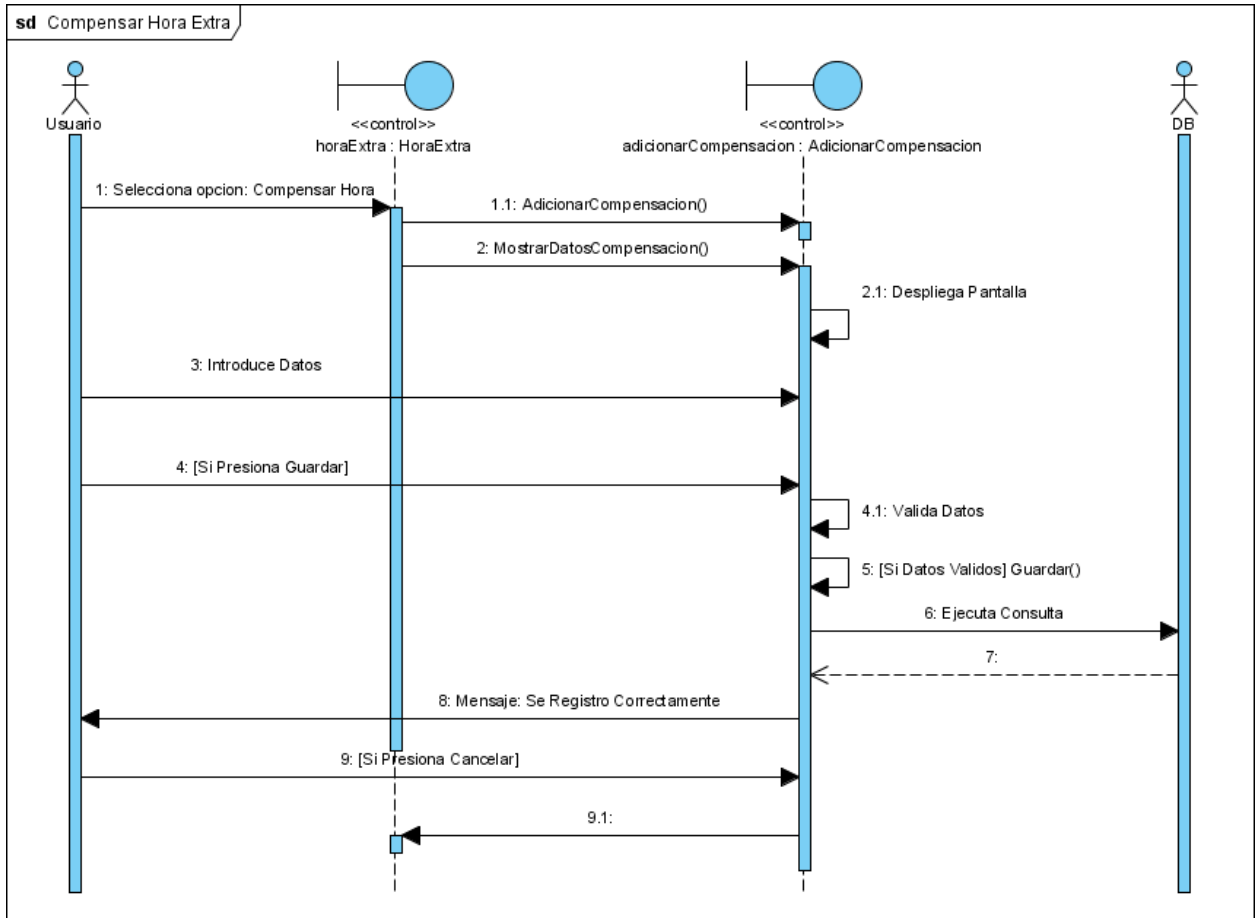 sd Compensar Hora Extra
Usuario
<<control>>
horaExtra : HoraExtra
<<control>>
adicionarCompensacion : AdicionarCompensacion
DB
1: Selecciona opcion: Compensar Hora
1.1: AdicionarCompensacion()
2: MostrarDatosCompensacion()
2.1: Despliega Pantalla
3: Introduce Datos
4: [Si Presiona Guardar]
4.1: Valida Datos
5: [Si Datos Validos] Guardar()
6: Ejecuta Consulta
7:
8: Mensaje: Se Registro Correctamente
9: [Si Presiona Cancelar]
9.1: